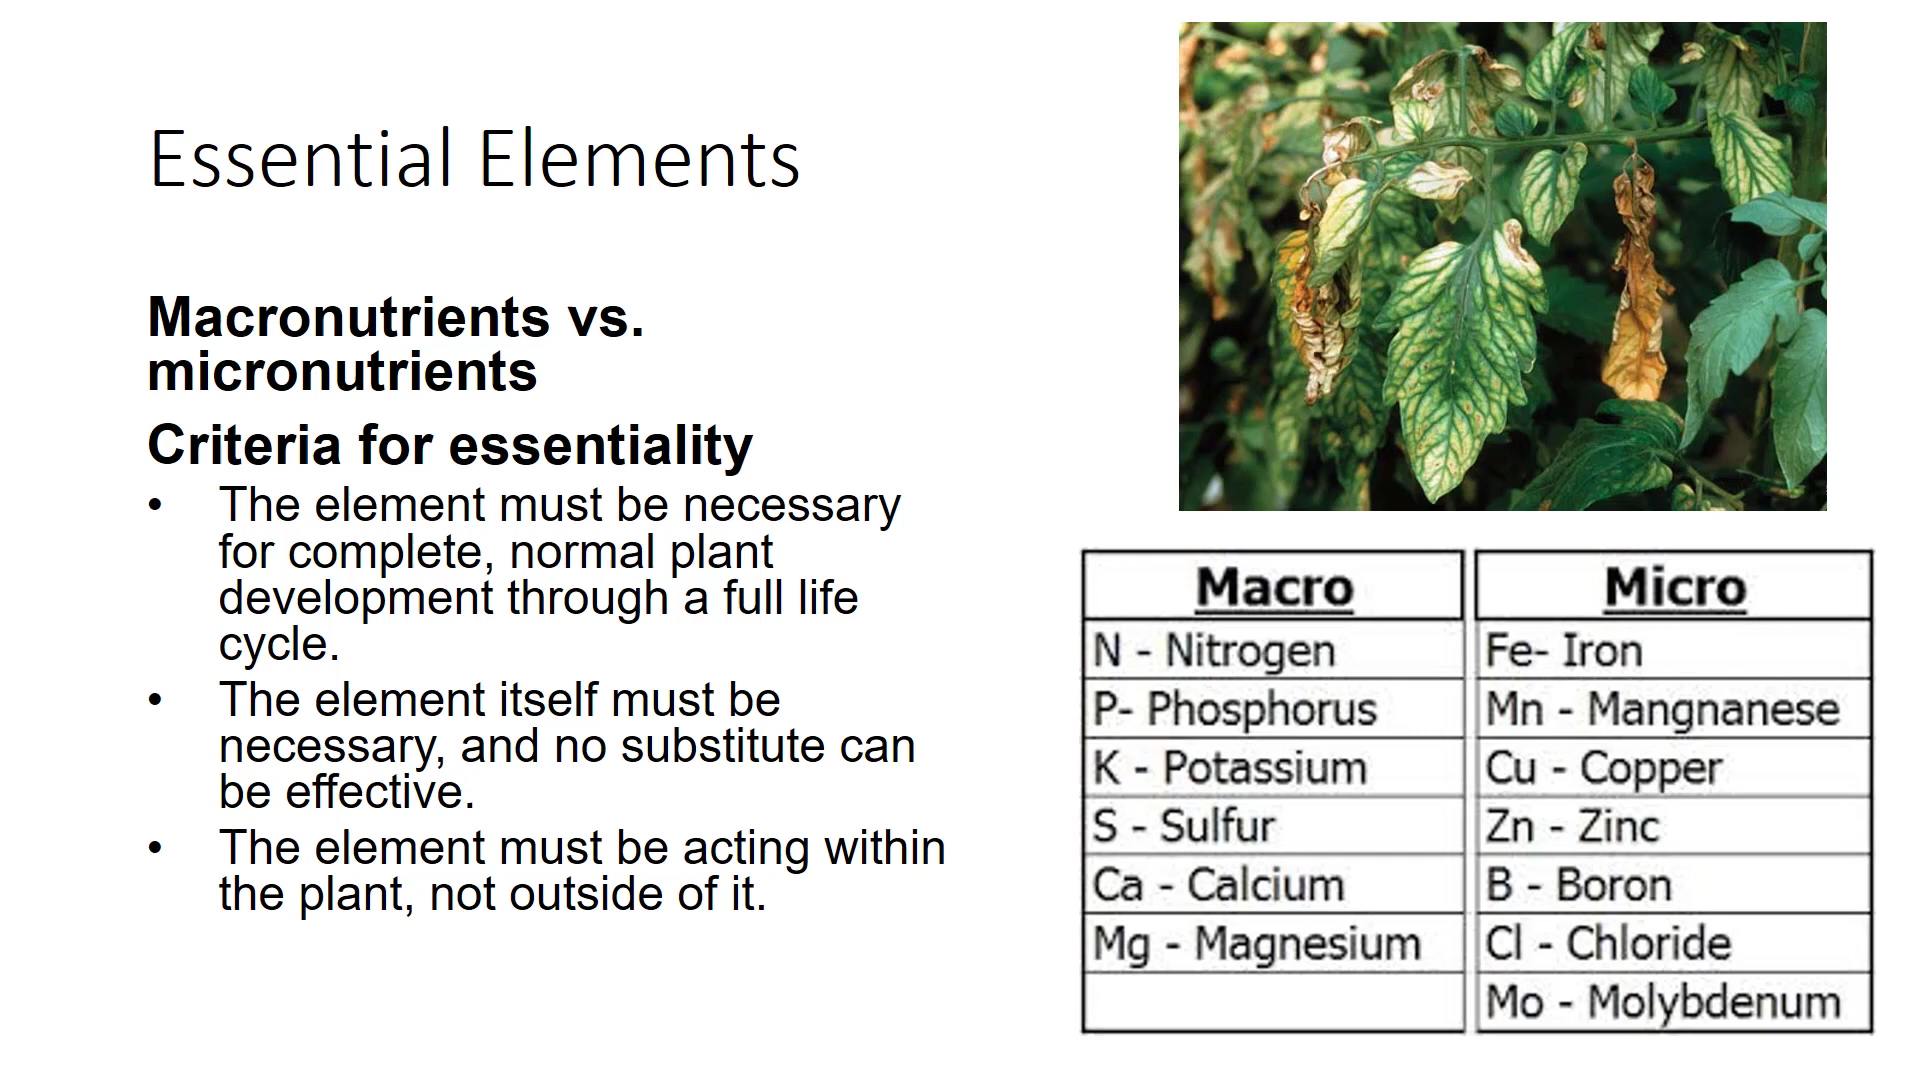 Essential Elements
Macronutrients vs.
micronutrients
Criteria for essentiality
• The element must be necessary
for complete, normal plant
development through a full life
cycle.
• The element itself must be
necessary, and no substitute can
be effective.
• The element must be acting within
the plant, not outside of it.
Macro Micro
N - Nitrogen Fe- Iron
P- Phosphorus Mn - Mangnanese
K - Potassium Cu - Copper
S - Sulfur Zn - Zinc
Ca - Calcium B - Boron
Mg - Magnesium Cl - Chloride
Mo - Molybdenum